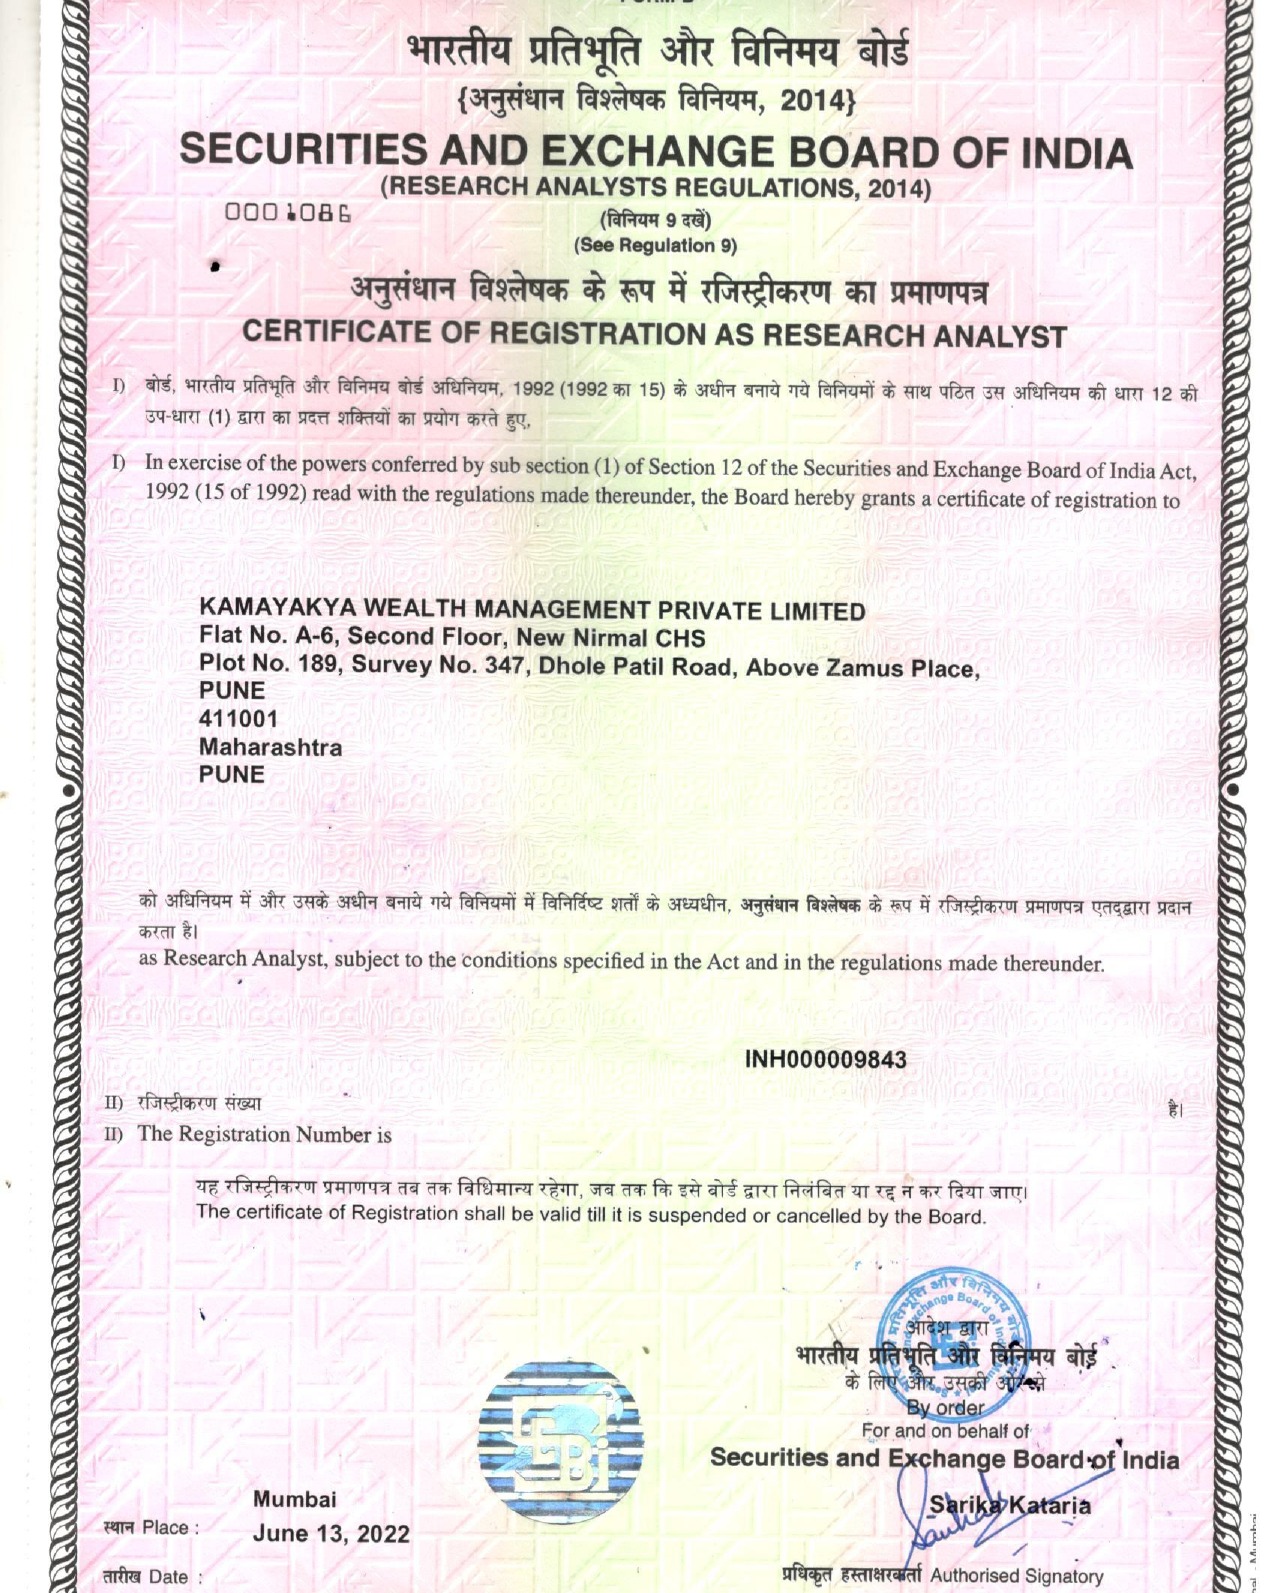 भारतीय प्रतिभूति और विनिमय बोर्ड
{अनुसंधान विश्लेषक विनियम, 2014}
SECURITIES AND EXCHANGE BOARD OF INDIA
(RESEARCH ANALYSTS REGULATIONS, 2014)
0001086
(विनियम 9 दखें)
(See Regulation 9)
अनुसंधान विश्लेषक के रूप में रजिस्ट्रीकरण का प्रमाणपत्र
CERTIFICATE OF REGISTRATION AS RESEARCH ANALYST
I) बोर्ड, भारतीय प्रतिभूति और विनिमय बोर्ड अधिनियम, 1992 (1992 का 15) के अधीन बनाये गये विनियमों के साथ पठित उस अधिनियम की धारा 12 की
उप-धारा (1) द्वारा का प्रदत्त शक्तियों का प्रयोग करते हुए,
I) In exercise of the powers conferred by sub section (1) of Section 12 of the Securities and Exchange Board of India Act,
1992 (15 of 1992) read with the regulations made thereunder, the Board hereby grants a certificate of registration to
KAMAYAKYA WEALTH MANAGEMENT PRIVATE LIMITED
Flat No. A-6, Second Floor, New Nirmal CHS
Plot No. 189, Survey No. 347, Dhole Patil Road, Above Zamus Place,
PUNE
411001
Maharashtra
PUNE
को अधिनियम में और उसके अधीन बनाये गये विनियमों में विनिर्दिष्ट शर्तों के अध्यधीन, अनुसंधान विश्लेषक के रूप में रजिस्ट्रीकरण प्रमाणपत्र एतद्द्वारा प्रदान
करता है।
as Research Analyst, subject to the conditions specified in the Act and in the regulations made thereunder.
INH000009843
II) रजिस्ट्रीकरण संख्या है।
II) The Registration Number is
यह रजिस्ट्रीकरण प्रमाणपत्र तब तक विधिमान्य रहेगा, जब तक कि इसे बोर्ड द्वारा निलंबित या रद्द न कर दिया जाए।
The certificate of Registration shall be valid till it is suspended or cancelled by the Board.
आदेश द्वारा
भारतीय प्रतिभूति और विनिमय बोर्ड
के लिए और उसकी ओर से
By order
For and on behalf of
Securities and Exchange Board of India
SEBi
Sarika Kataria
Mumbai
स्थान Place :
June 13, 2022
तारीख Date :
प्राधिकृत हस्ताक्षरकर्ता Authorised Signatory